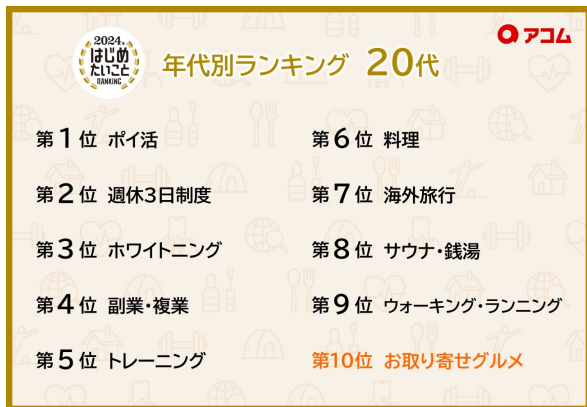 2024年
はじめ
たいこと
RANKING
年代別ランキング 20代
アコム
第1位 ポイ活
第2位 週休3日制度
第3位 ホワイトニング
第4位 副業・複業
第5位 トレーニング
第6位 料理
第7位 海外旅行
第8位 サウナ・銭湯
第9位 ウォーキング・ランニング
第10位 お取り寄せグルメ